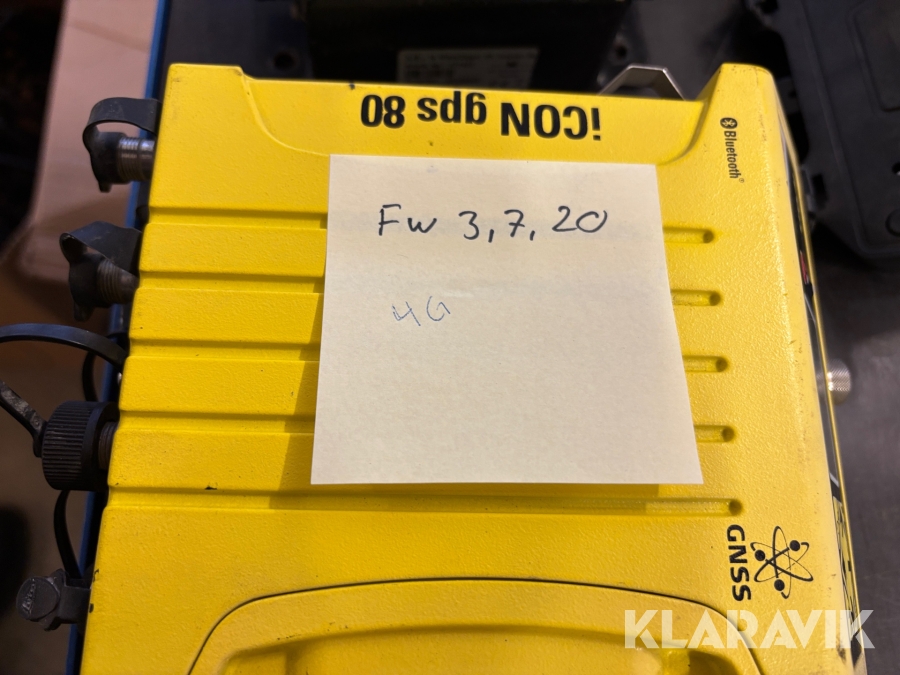 iCON gps 80
Bluetooth®
Fw 3,7,20
4G
GNSS
KLARAVIK